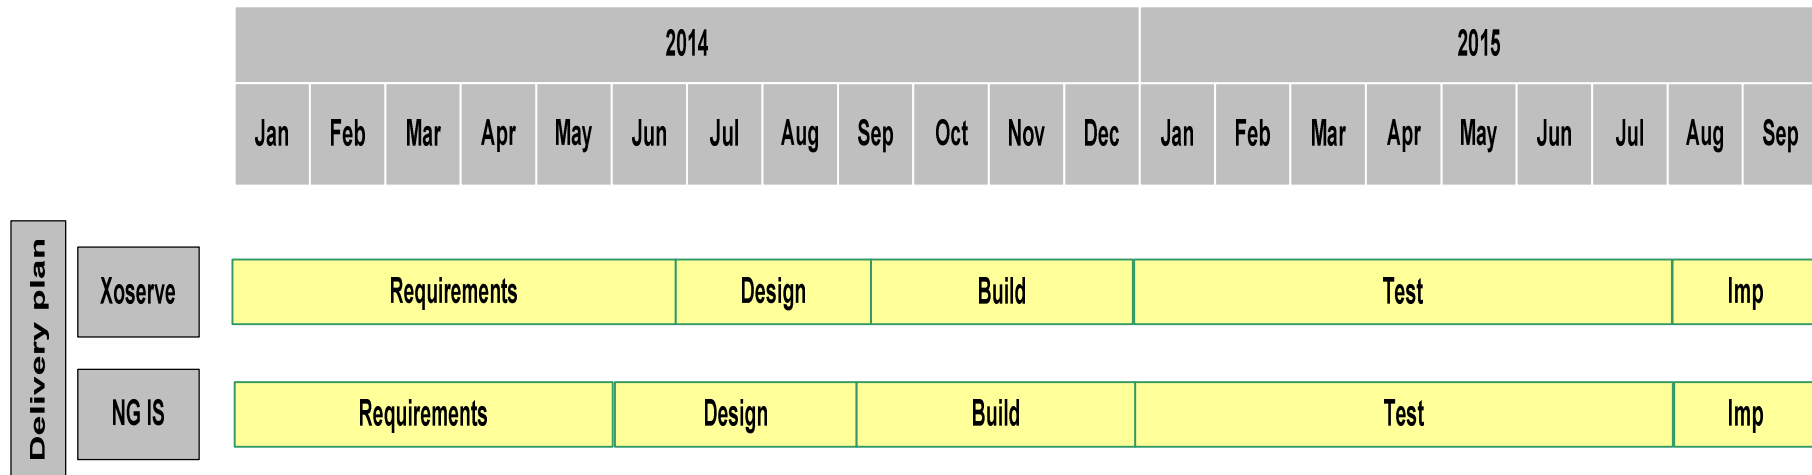 2014 2015
Jan Feb Mar Apr May Jun Jul Aug Sep Oct Nov Dec Jan Feb Mar Apr May Jun Jul Aug Sep
Delivery plan
Xoserve Requirements Design Build Test Imp
NG IS Requirements Design Build Test Imp